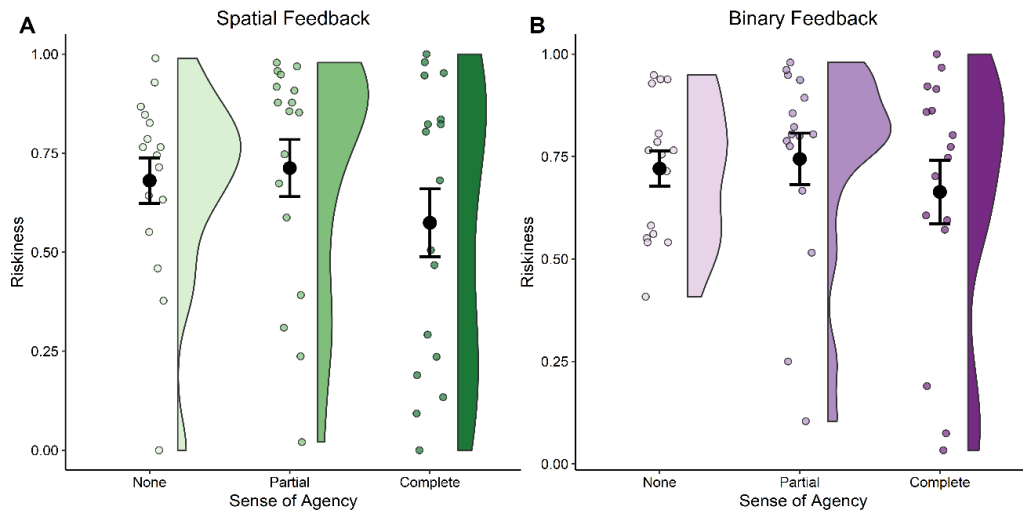 A
Spatial Feedback
Riskiness
1.00
0.75
0.50
0.25
0.00
None
Partial
Complete
Sense of Agency
B
Binary Feedback
Riskiness
1.00
0.75
0.50
0.25
0.00
None
Partial
Complete
Sense of Agency